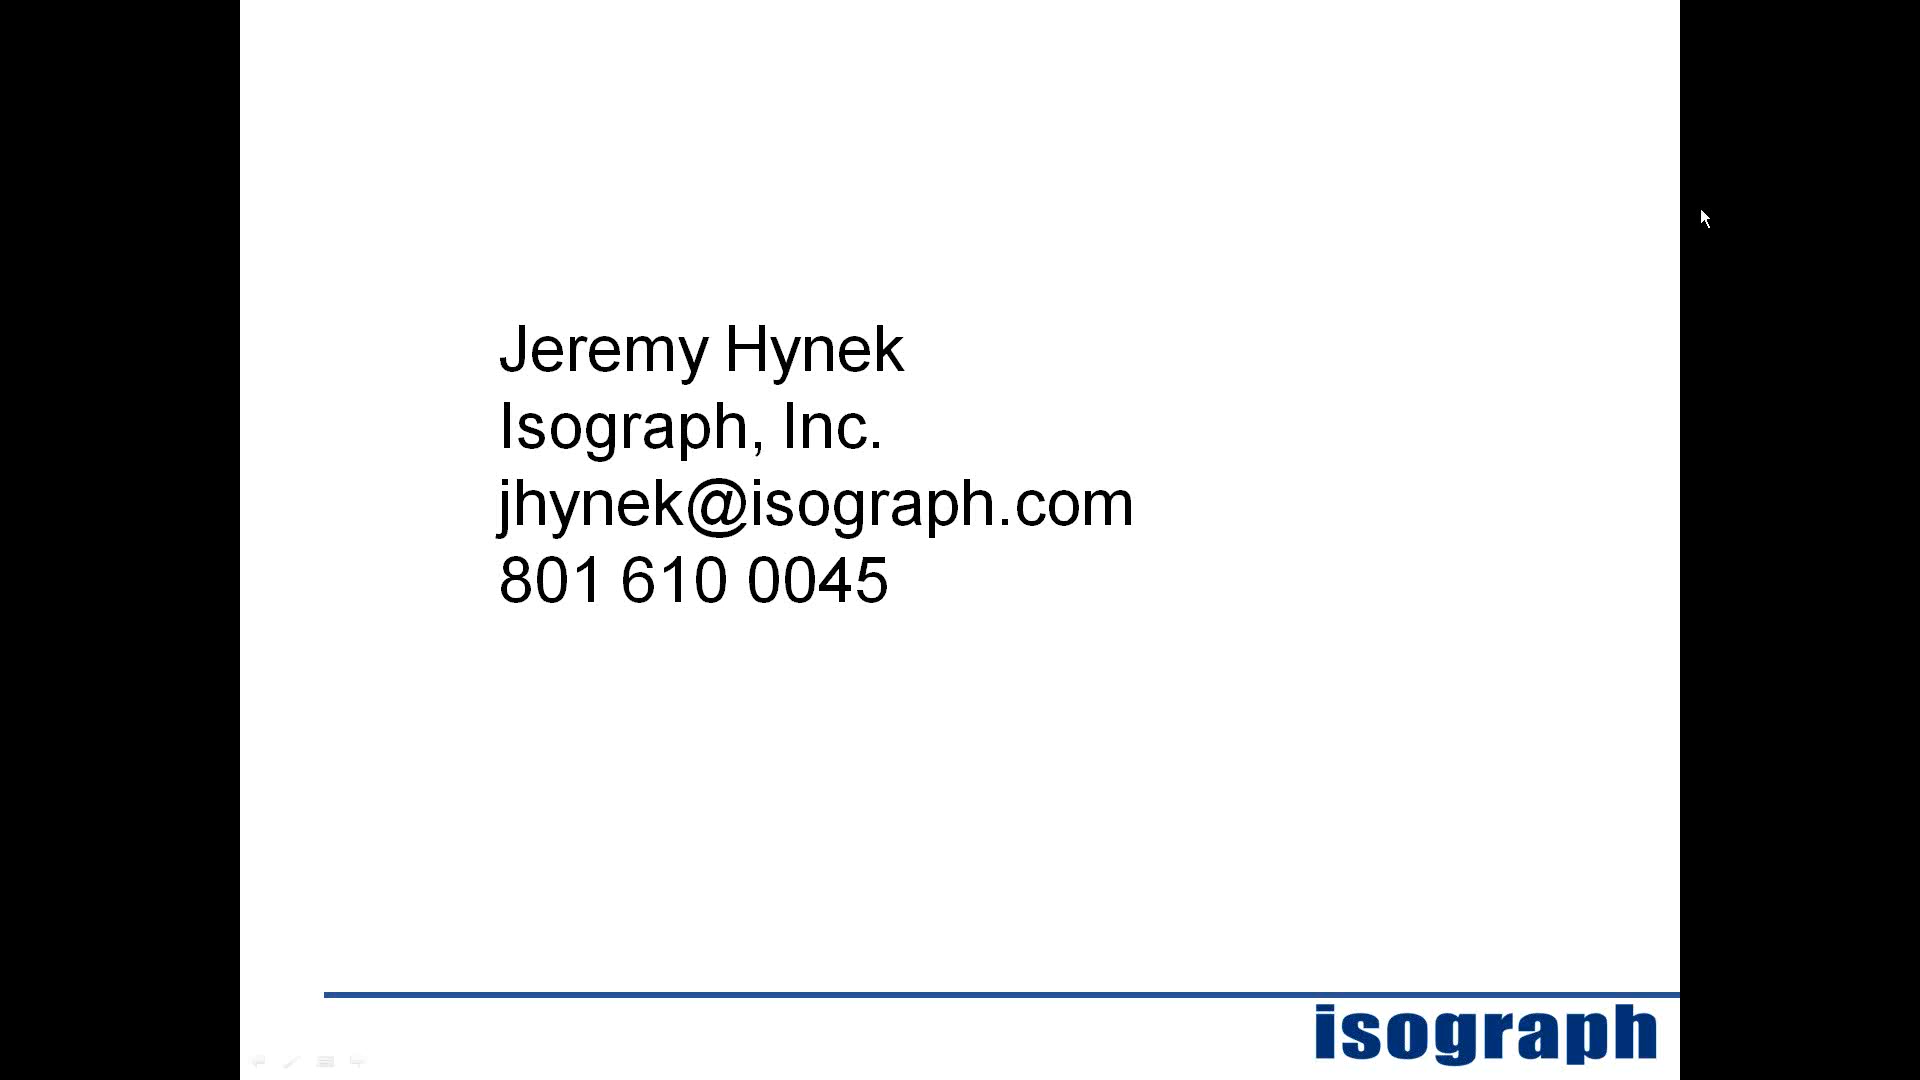 Jeremy Hynek
Isograph, Inc.
jhynek@isograph.com
801 610 0045
isograph